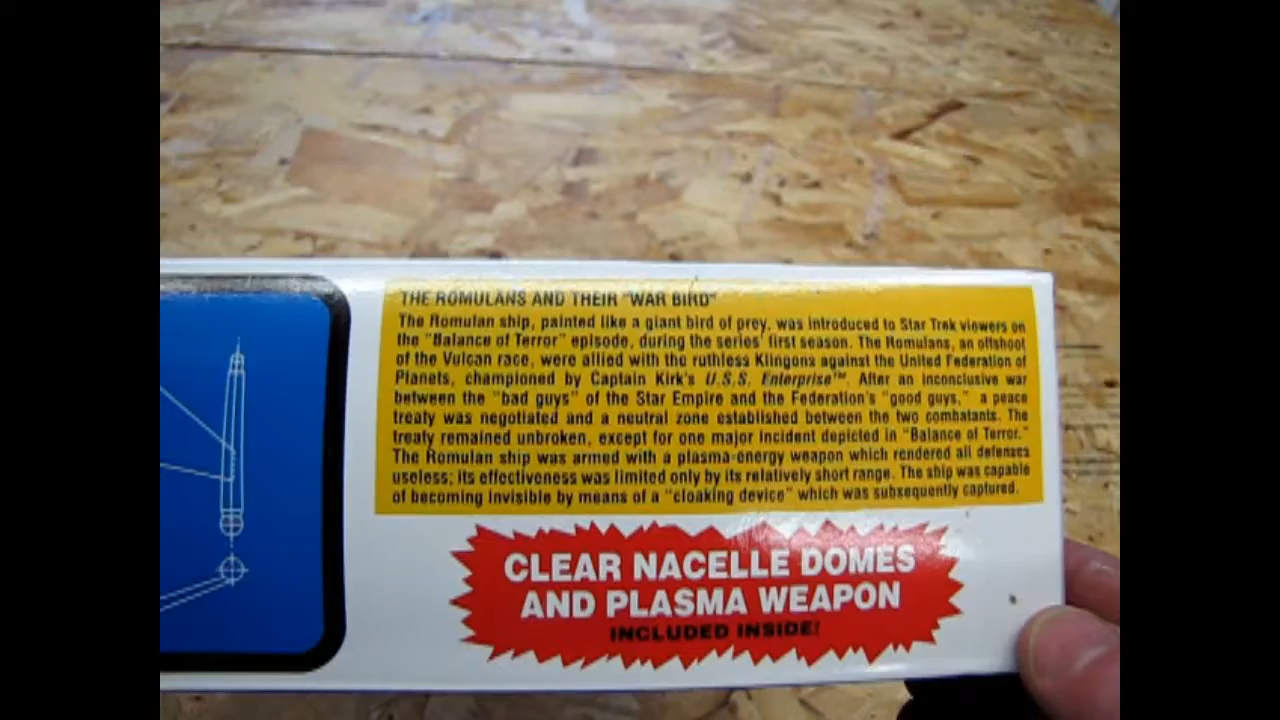 THE ROMULANS AND THEIR "WAR BIRD"
The Romulan ship, painted like a giant bird of prey, was introduced to Star Trek viewers on
the "Balance of Terror" episode, during the series' first season. The Romulans, an offshoot
of the Vulcan race, were allied with the ruthless Klingons against the United Federation of
Planets, championed by Captain Kirk's U.S.S. Enterprise™. After an inconclusive war
between the "bad guys" of the Star Empire and the Federation's "good guys," a peace
treaty was negotiated and a neutral zone established between the two combatants. The
treaty remained unbroken, except for one major incident depicted in "Balance of Terror."
The Romulan ship was armed with a plasma-energy weapon which rendered all defenses
useless; its effectiveness was limited only by its relatively short range. The ship was capable
of becoming invisible by means of a "cloaking device" which was subsequently captured.
CLEAR NACELLE DOMES
AND PLASMA WEAPON
INCLUDED INSIDE!